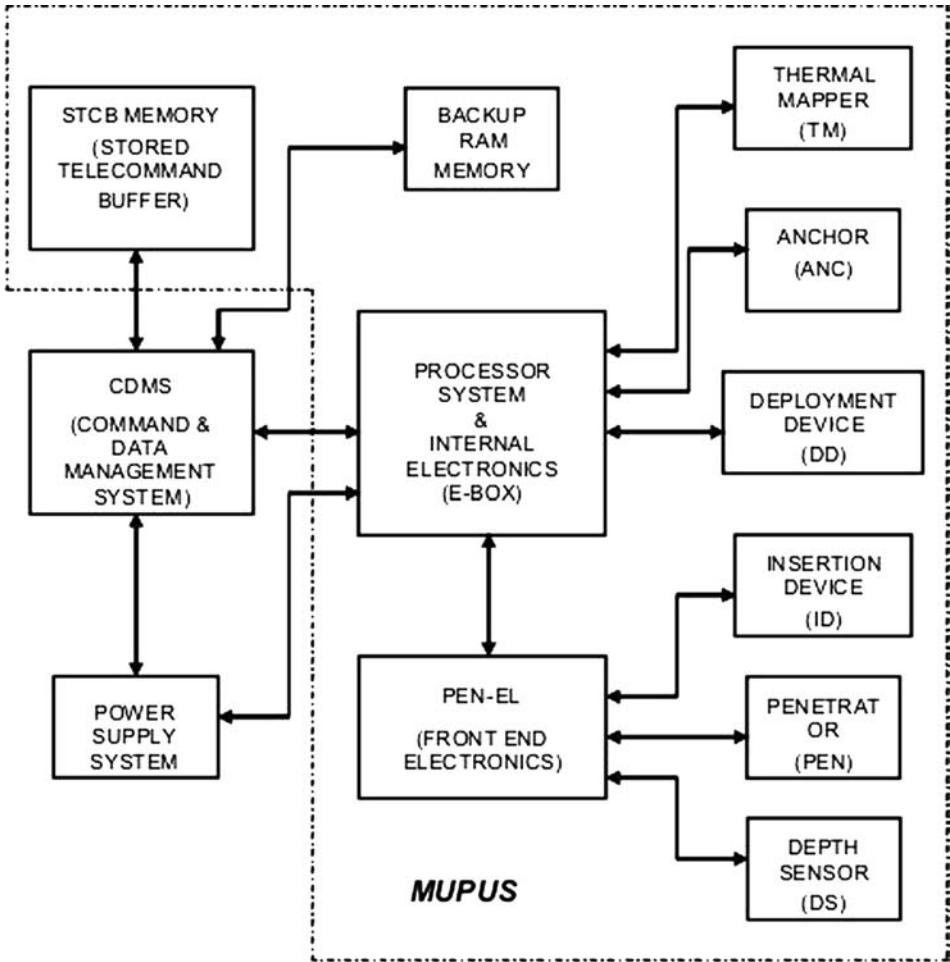 STCB MEMORY
(STORED
TELECOMMAND
BUFFER)
BACKUP
RAM
MEMORY
THERMAL
MAPPER
(TM)
ANCHOR
(ANC)
CDMS
(COMMAND &
DATA
MANAGEMENT
SYSTEM)
PROCESSOR
SYSTEM
&
INTERNAL
ELECTRONICS
(E-BOX)
DEPLOYMENT
DEVICE
(DD)
INSERTION
DEVICE
(ID)
POWER
SUPPLY
SYSTEM
PEN-EL
(FRONT END
ELECTRONICS)
PENETRAT
OR
(PEN)
DEPTH
SENSOR
(DS)
MUPUS